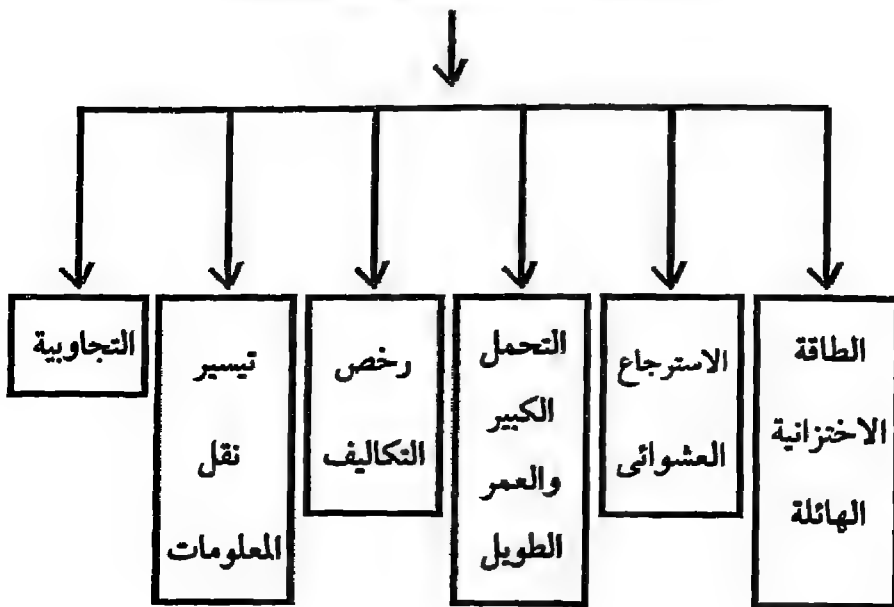 الطاقة
الاختزانية
الهائلة
الاسترجاع
العشوائى
التحمل
الكبير
والعمر
الطويل
رخص
التكاليف
تيسير
نقل
المعلومات
التجاوبية